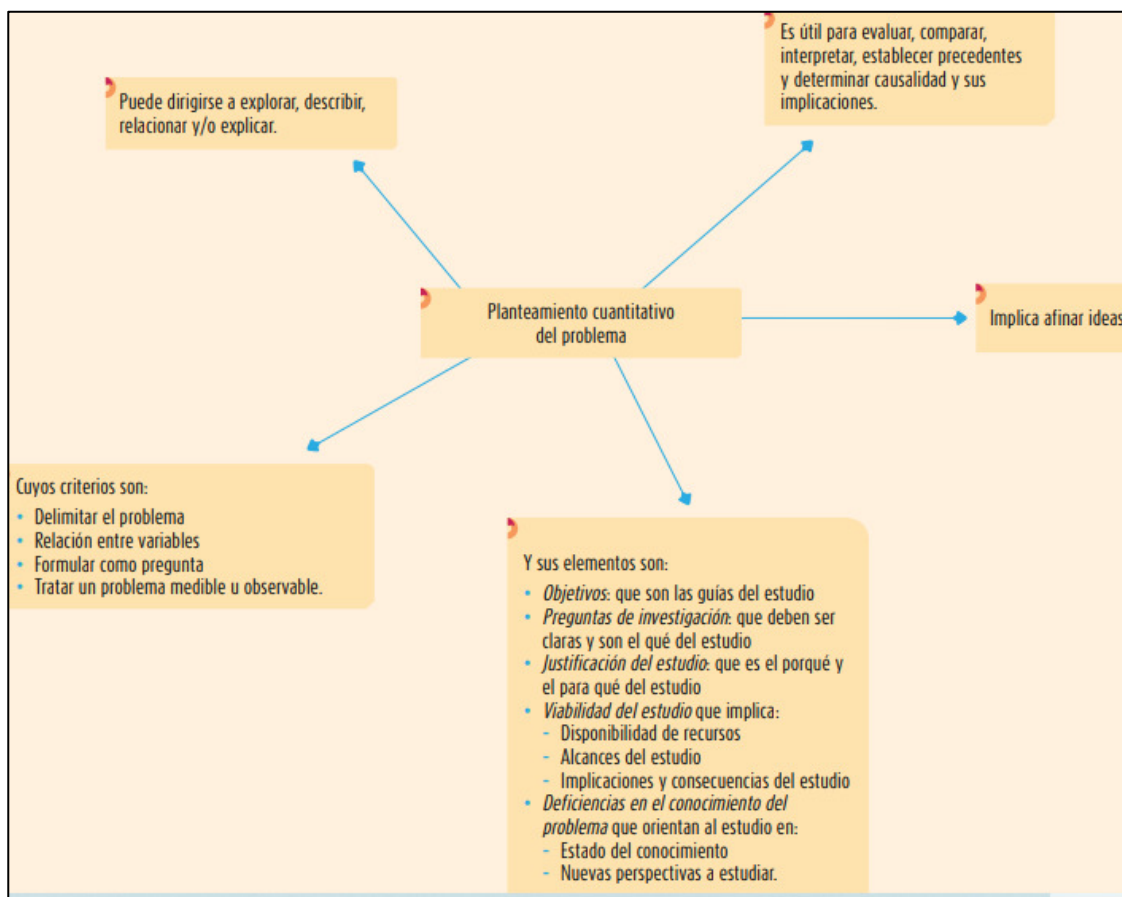 Es útil para evaluar, comparar,
interpretar, establecer precedentes
y determinar causalidad y sus
implicaciones.
Puede dirigirse a explorar, describir,
relacionar y/o explicar.
Planteamiento cuantitativo
del problema
Implica afinar ideas
Cuyos criterios son:
• Delimitar el problema
• Relación entre variables
• Formular como pregunta
• Tratar un problema medible u observable.
Y sus elementos son:
• Objetivos: que son las guías del estudio
• Preguntas de investigación: que deben ser
claras y son el qué del estudio
• Justificación del estudio: que es el porqué y
el para qué del estudio
• Viabilidad del estudio que implica:
- Disponibilidad de recursos
- Alcances del estudio
- Implicaciones y consecuencias del estudio
• Deficiencias en el conocimiento del
problema que orientan al estudio en:
- Estado del conocimiento
- Nuevas perspectivas a estudiar.